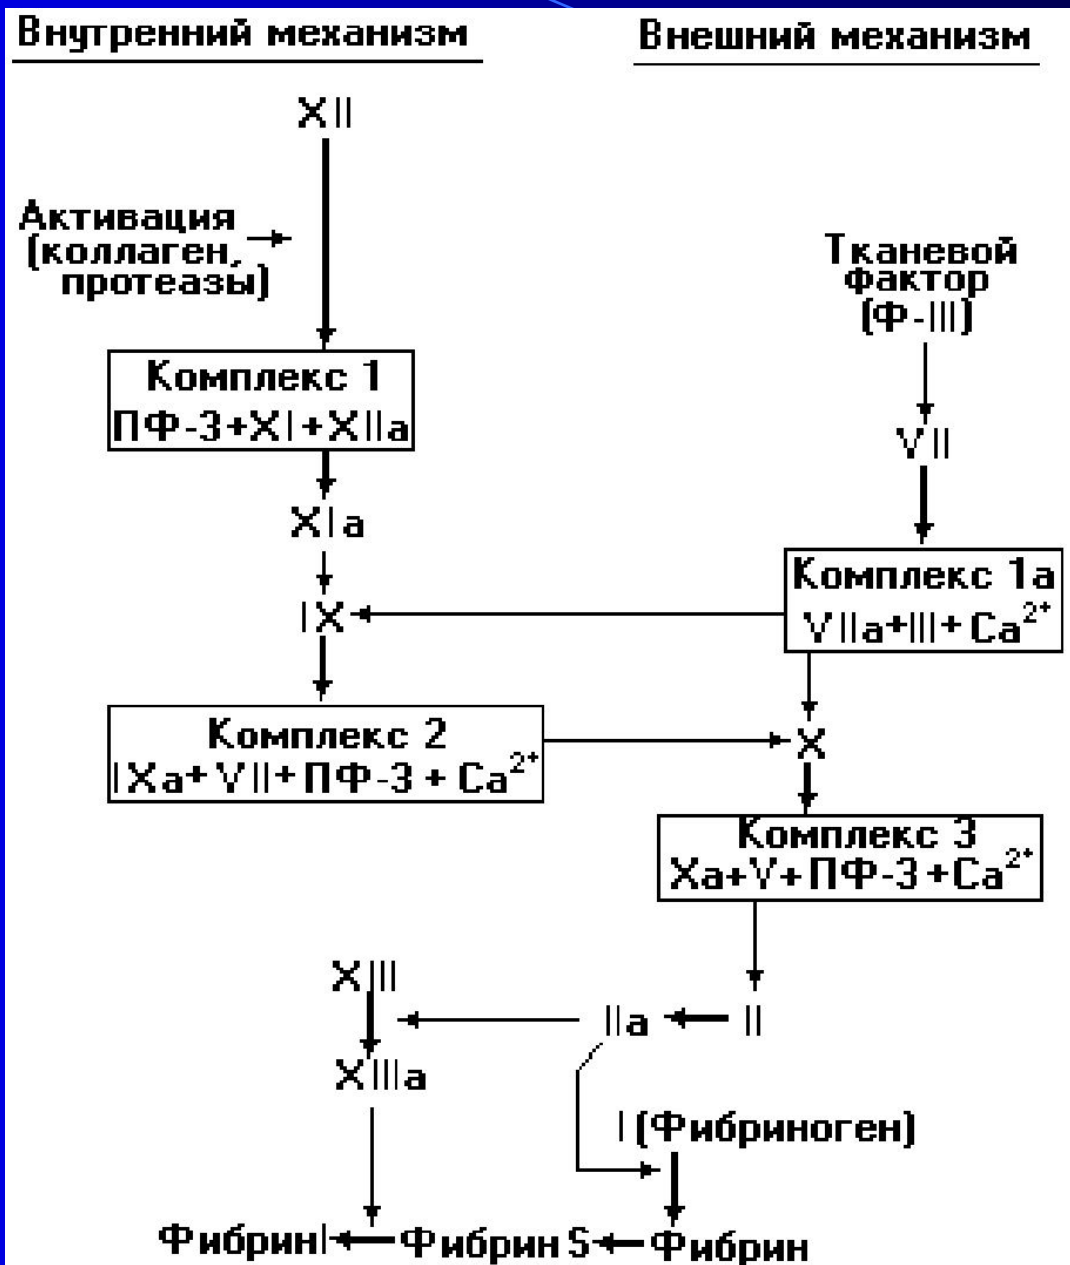 Внутренний механизм
Внешний механизм
XII
Активация
(коллаген,
протеазы)
Тканевой
фактор
(Ф-III)
Комплекс 1
ПФ-3+XI+XIIa
VII
XIa
Комплекс 1а
VIIa+III+Ca²⁺
IX
Комплекс 2
IXa+VII+ПФ-3+Ca²⁺
X
Комплекс 3
Xa+V+ПФ-3+Ca²⁺
XIII
IIa
II
XIIIa
I (Фибриноген)
ФибринI
Фибрин S
Фибрин